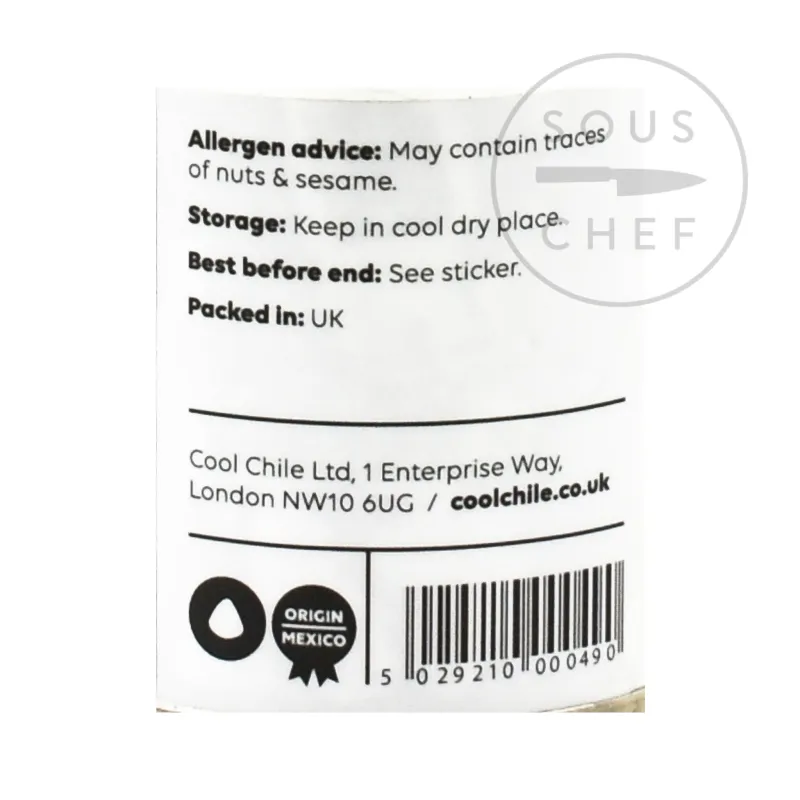 SOUS
CHEF
Allergen advice: May contain traces
of nuts & sesame.
Storage: Keep in cool dry place.
Best before end: See sticker.
Packed in: UK
Cool Chile Ltd, 1 Enterprise Way,
London NW10 6UG / coolchile.co.uk
ORIGIN
MEXICO
5 029210 000490